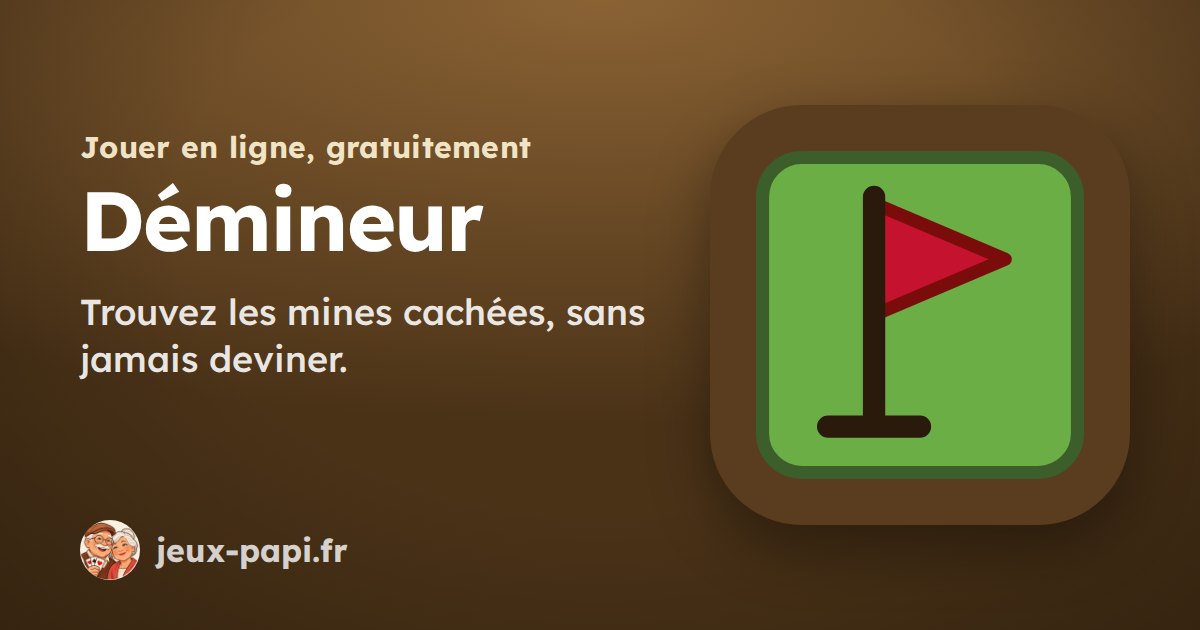 Jouer en ligne, gratuitement
Démineur
Trouvez les mines cachées, sans
jamais deviner.
jeux-papi.fr